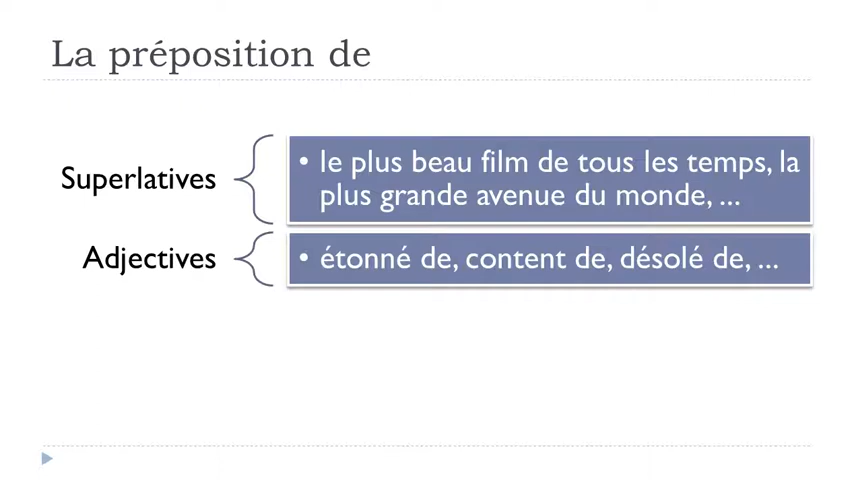 La préposition de
Superlatives
• le plus beau film de tous les temps, la
plus grande avenue du monde, ...
Adjectives
• étonné de, content de, désolé de, ...